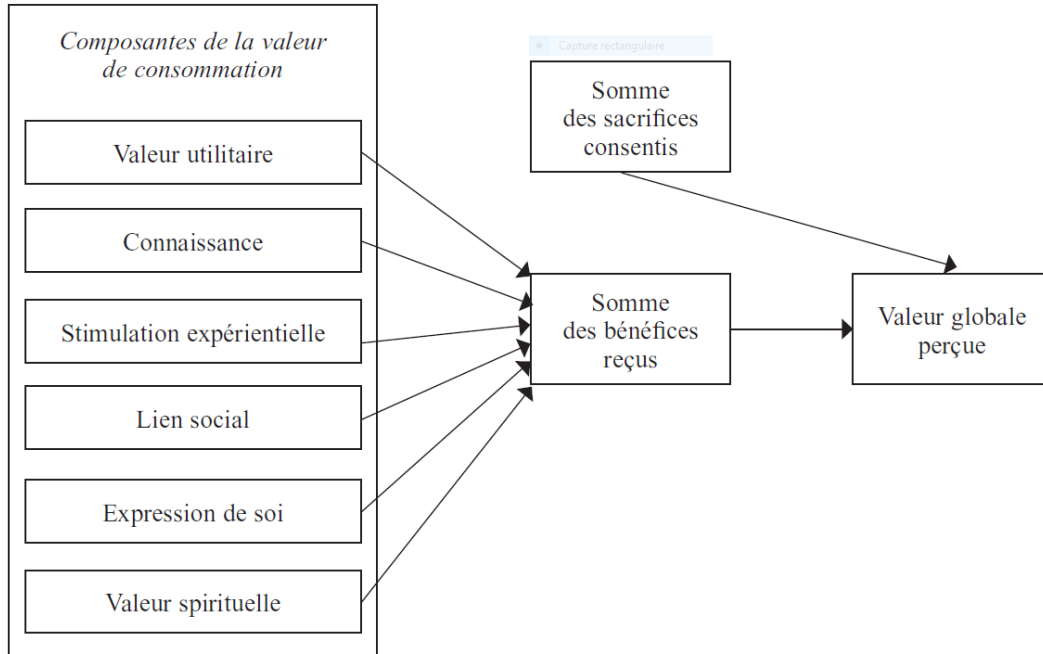 Composantes de la valeur
de consommation
Valeur utilitaire
Connaissance
Stimulation expérientielle
Lien social
Expression de soi
Valeur spirituelle
Capture rectangulaire
Somme
des sacrifices
consentis
Somme
des bénéfices
reçus
Valeur globale
perçue